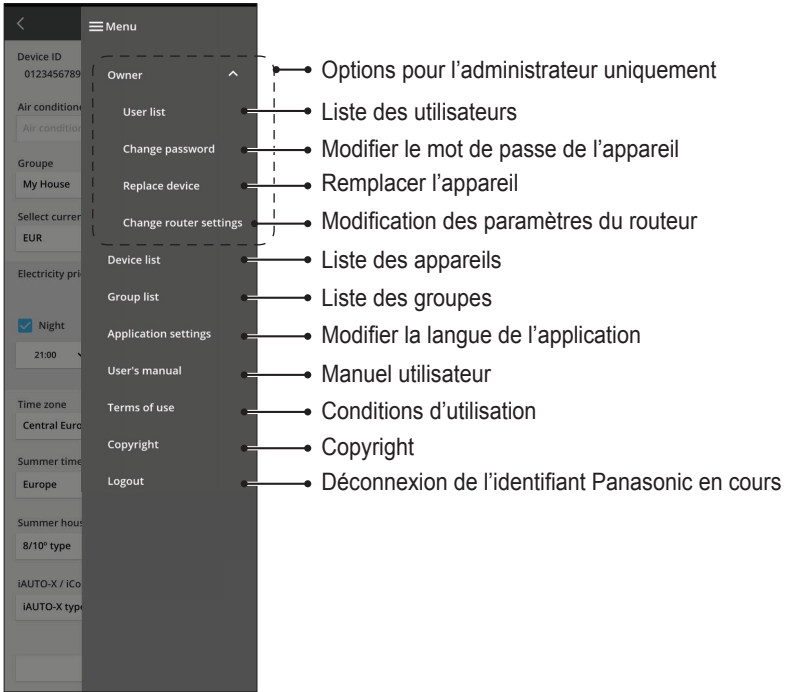 Menu
Device ID
0123456789
Owner
Options pour l'administrateur uniquement
Air condition
Air condition
User list
Liste des utilisateurs
Change password
Modifier le mot de passe de l'appareil
Groupe
My House
Replace device
Remplacer l'appareil
Sellect curren
EUR
Change router settings
Modification des paramètres du routeur
Device list
Liste des appareils
Electricity pri
Group list
Liste des groupes
Night
Application settings
Modifier la langue de l'application
21:00
User's manual
Manuel utilisateur
Time zone
Central Euro
Terms of use
Conditions d'utilisation
Copyright
Copyright
Summer time
Europe
Logout
Déconnexion de l'identifiant Panasonic en cours
Summer hous
8/10° type
iAUTO-X / iCo
iAUTO-X type